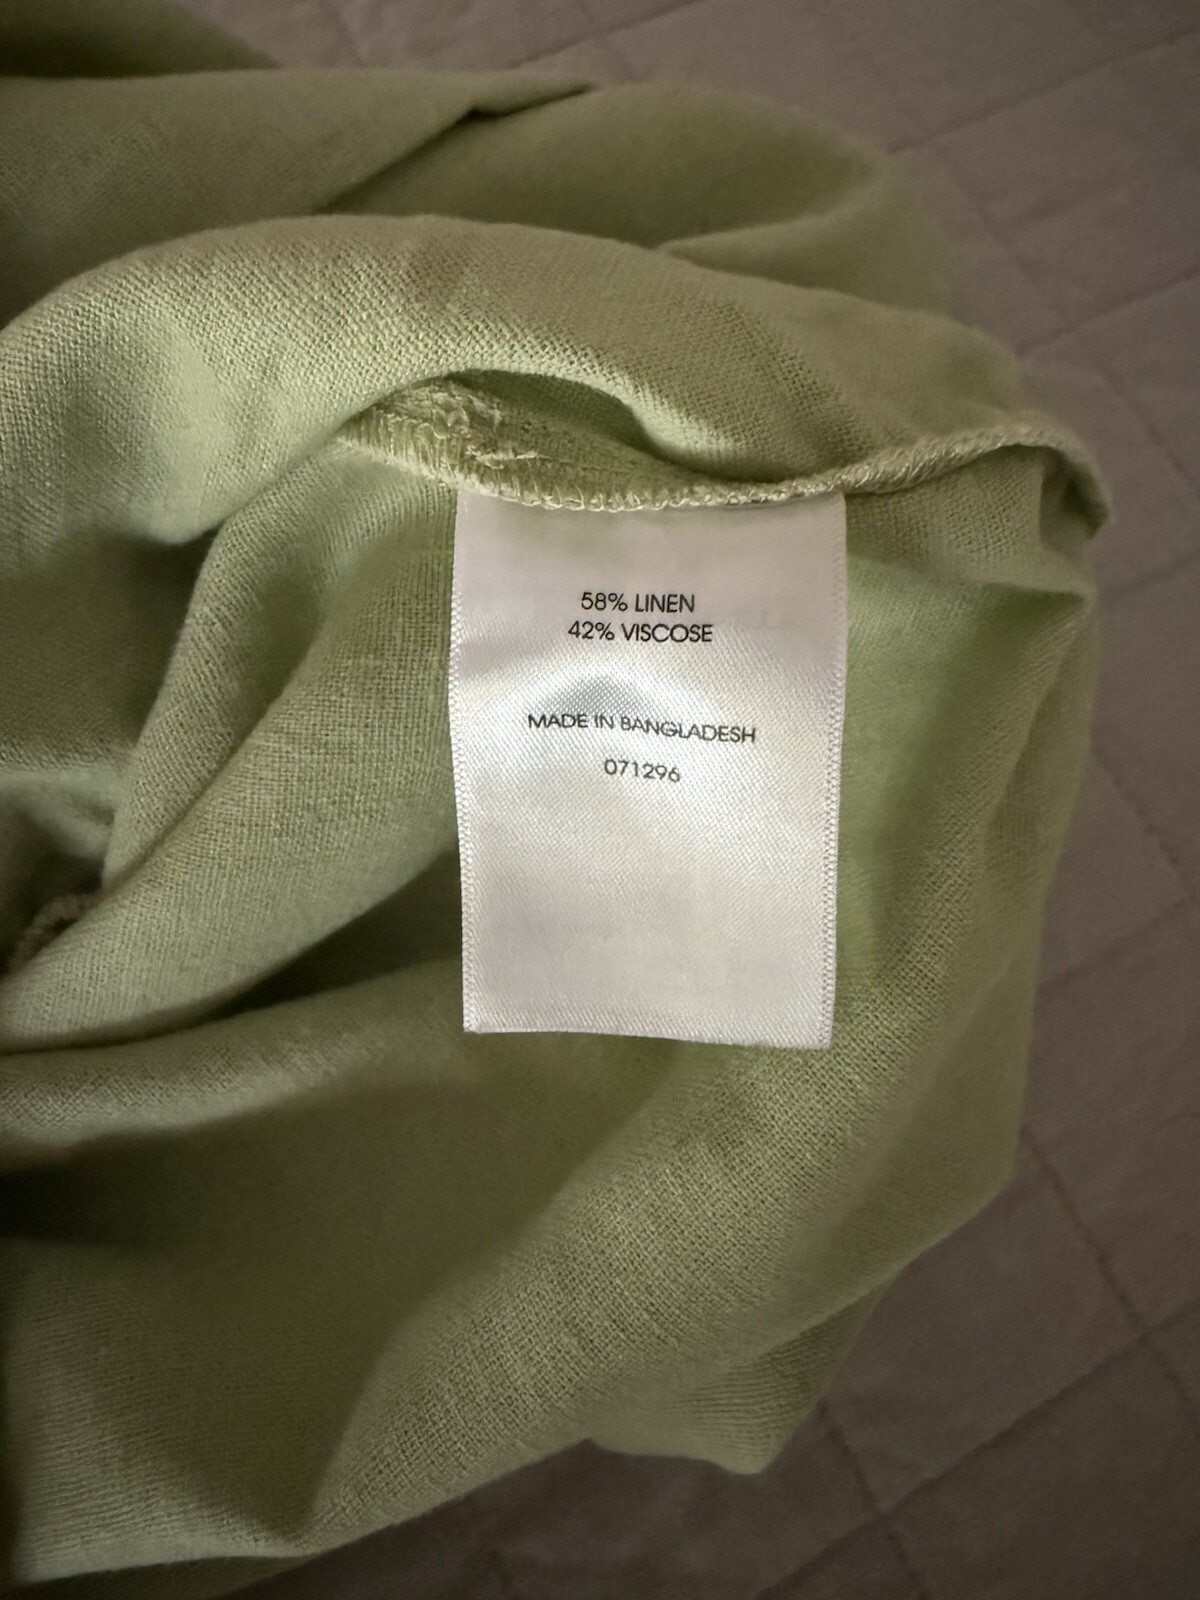 58% LINEN
42% VISCOSE
MADE IN BANGLADESH
071296